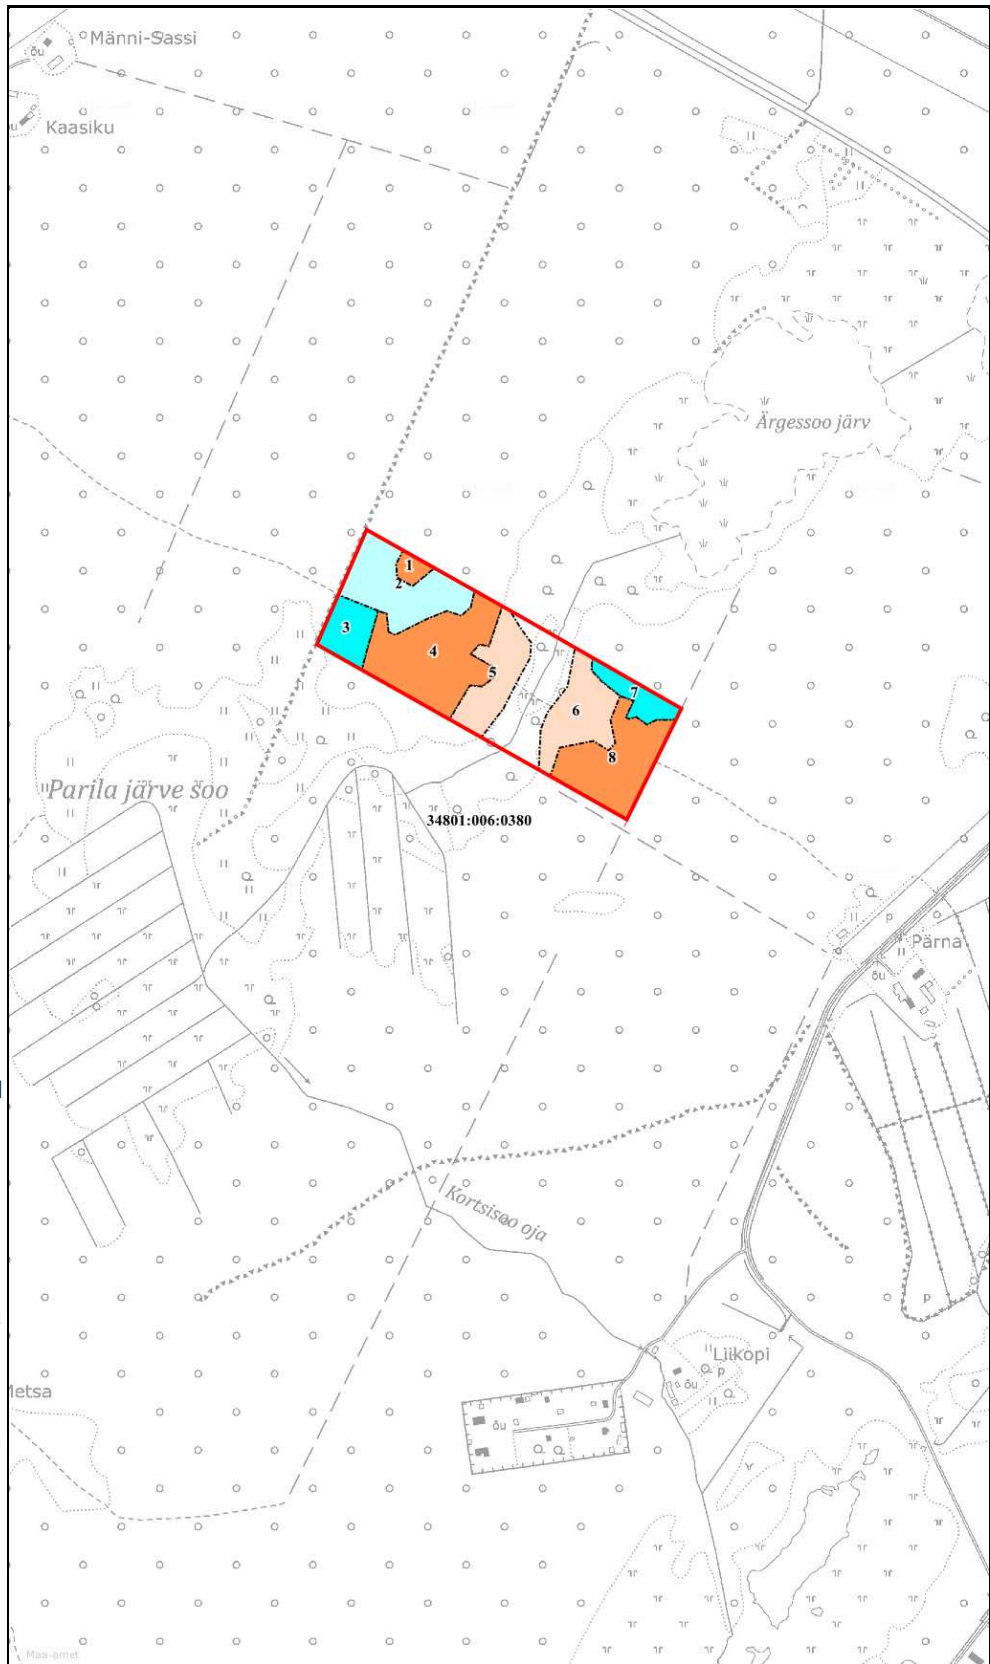 Männi-Sassi
õu
Kaasiku
Ärgessoo järv
1
2
3
4
5
6
7
8
Parila järve soo
34801:006:0380
p
Pärna
õu
Kortsisoo oja
p
Liikopi
p
õu
õu
Metsa
Maa-amet